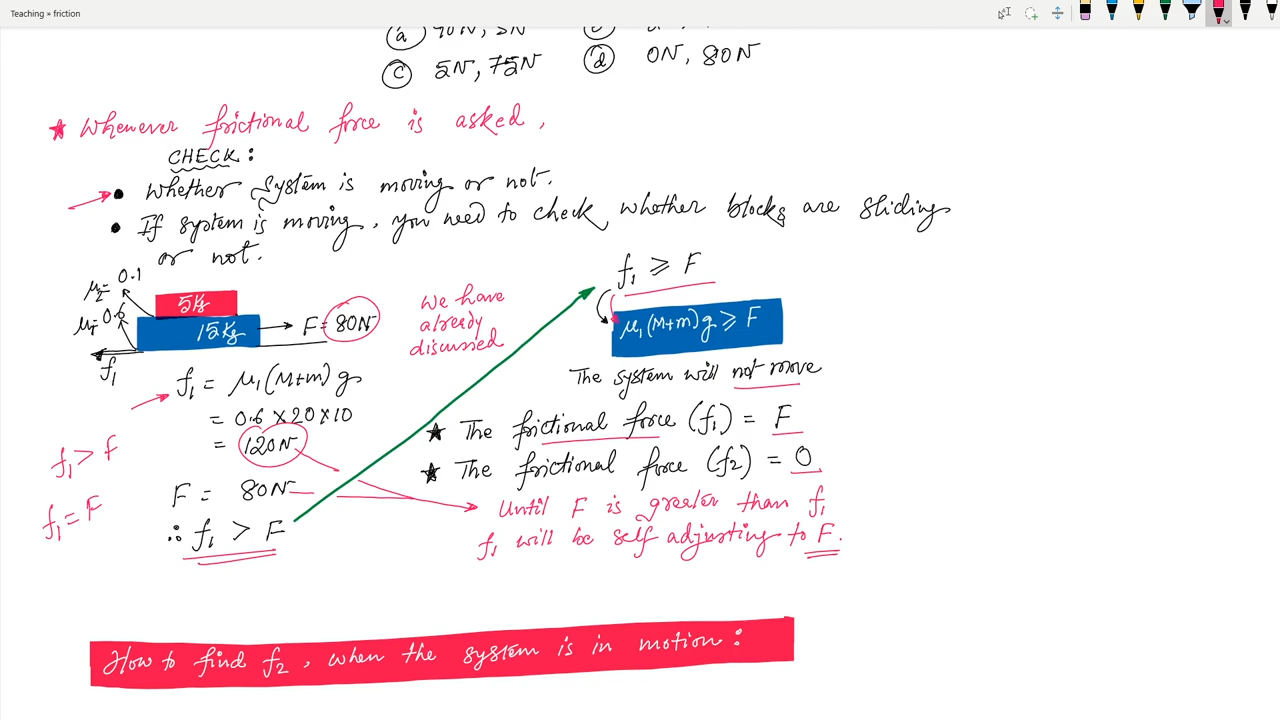 Teaching » friction
c 5N, 75N d 0N, 80N
★ Whenever frictional force is asked,
CHECK:
• Whether system is moving or not.
• If system is moving, you need to check whether blocks are sliding
or not.
μ2= 0.1
5Kg
μ1= 0.6
15Kg
F= 80N
f1
We have
already
discussed
f1 = μ1(M+m)g
= 0.6 × 20 × 10
= 120N
f1 > F
F = 80N
f1 = F
∴ f1 > F
f1 ⩾ F
μ1(M+m)g ⩾ F
The system will not move
★ The frictional force (f1) = F
★ The frictional force (f2) = 0
Until F is greater than f1
f1 will be self adjusting to F.
How to find f2, when the system is in motion: